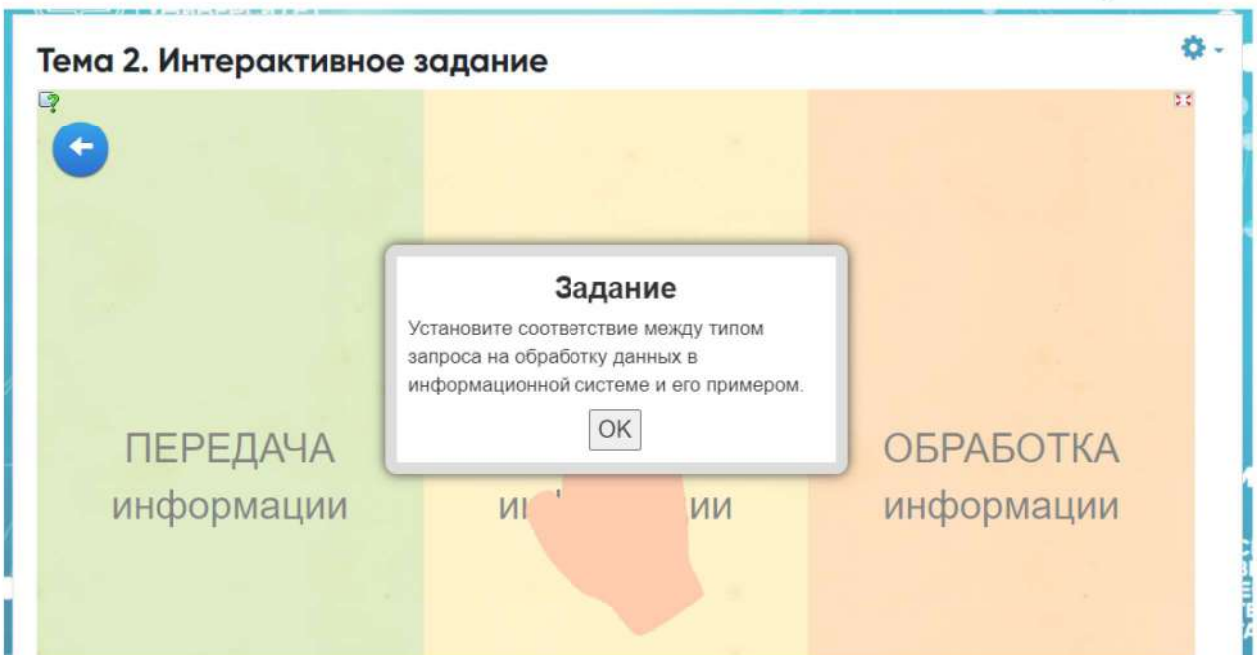 Тема 2. Интерактивное задание
Задание
Установите соответствие между типом
запроса на обработку данных в
информационной системе и его примером.
OK
ПЕРЕДАЧА
информации
ОБРАБОТКА
информации